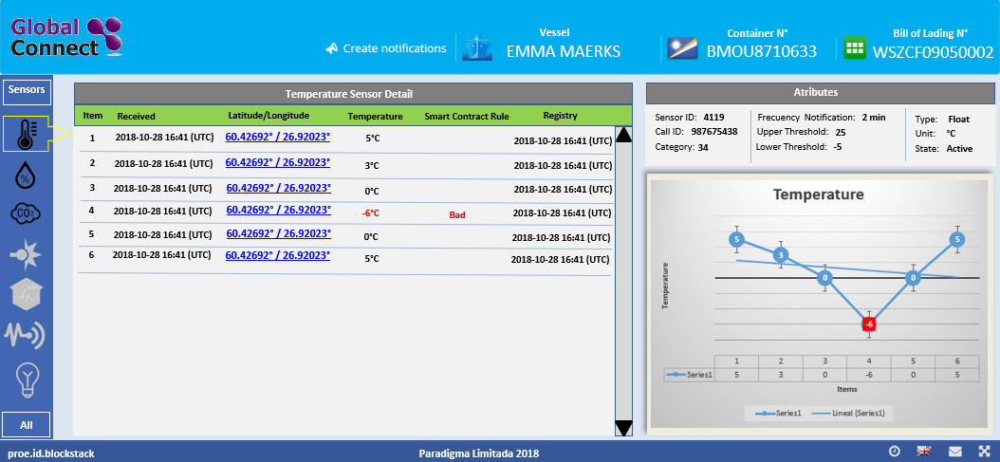 Global
Connect
Create notifications
Vessel
EMMA MAERKS
Container N°
BMOU8710633
Bill of Lading N°
WSZCF09050002
Sensors
%
CO2
All
Temperature Sensor Detail
Item Received Latitude/Longitude Temperature Smart Contract Rule Registry
1 2018-10-28 16:41 (UTC) 60.42692° / 26.92023° 5°C 2018-10-28 16:41 (UTC)
2 2018-10-28 16:41 (UTC) 60.42692° / 26.92023° 3°C 2018-10-28 16:41 (UTC)
3 2018-10-28 16:41 (UTC) 60.42692° / 26.92023° 0°C 2018-10-28 16:41 (UTC)
4 2018-10-28 16:41 (UTC) 60.42692° / 26.92023° -6°C Bad 2018-10-28 16:41 (UTC)
5 2018-10-28 16:41 (UTC) 60.42692° / 26.92023° 0°C 2018-10-28 16:41 (UTC)
6 2018-10-28 16:41 (UTC) 60.42692° / 26.92023° 5°C 2018-10-28 16:41 (UTC)
Atributes
Sensor ID: 4119
Call ID: 987675438
Category: 34
Frecuency Notification: 2 min
Upper Threshold: 25
Lower Threshold: -5
Type: Float
Unit: °C
State: Active
Temperature
Temperature
5 3 0 -6 0 5
1 2 3 4 5 6
Series1 5 3 0 -6 0 5
Items
Series1 Lineal (Series1)
proe.id.blockstack
Paradigma Limitada 2018